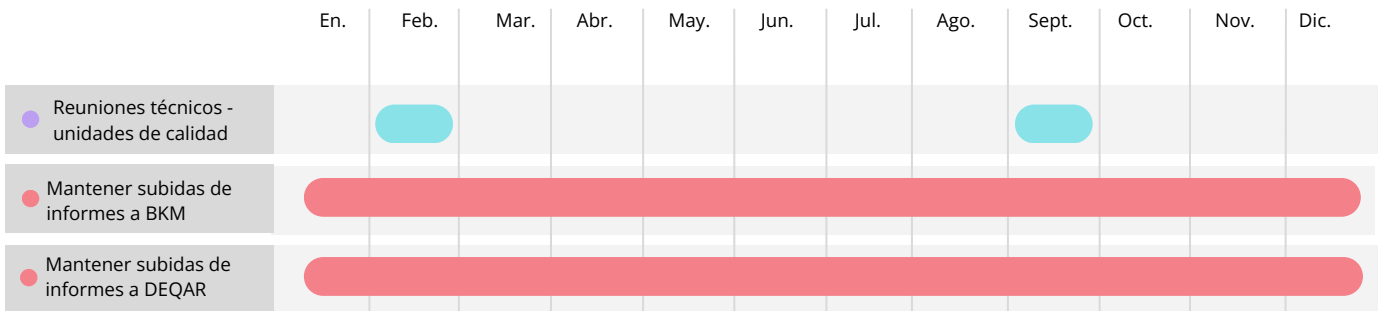 En. Feb. Mar. Abr. May. Jun. Jul. Ago. Sept. Oct. Nov. Dic.
Reuniones técnicos -
unidades de calidad
Mantener subidas de
informes a BKM
Mantener subidas de
informes a DEQAR